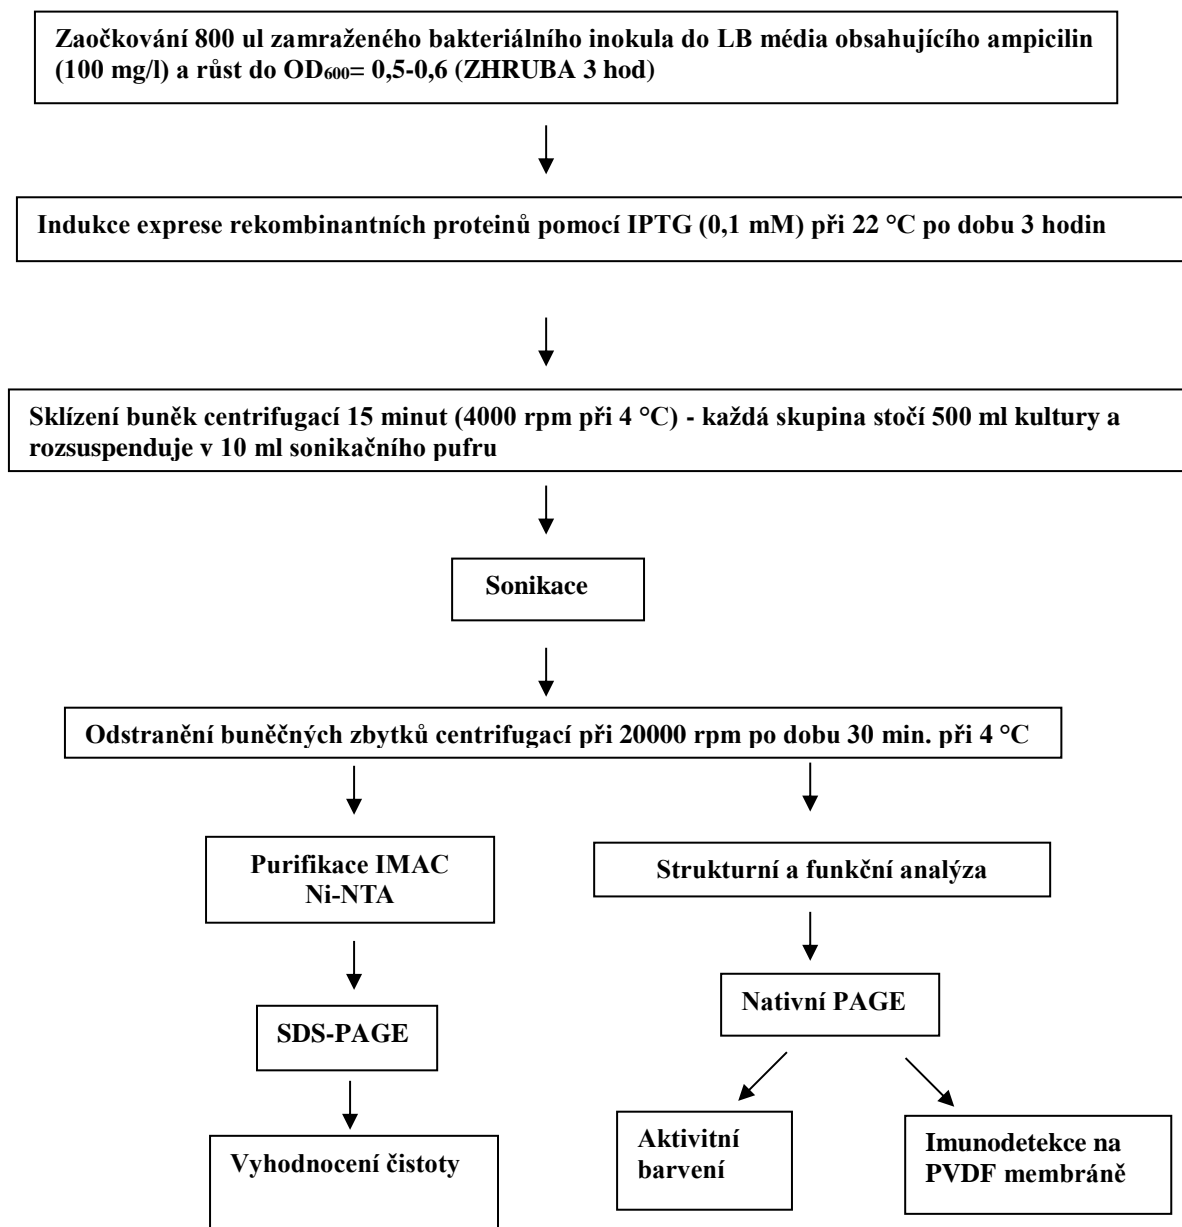 Zaočkování 800 ul zamraženého bakteriálního inokula do LB média obsahujícího ampicilin
(100 mg/l) a růst do OD₆₀₀= 0,5-0,6 (ZHRUBA 3 hod)
Indukce exprese rekombinantních proteinů pomocí IPTG (0,1 mM) při 22 °C po dobu 3 hodin
Sklízení buněk centrifugací 15 minut (4000 rpm při 4 °C) - každá skupina stočí 500 ml kultury a
rozsuspenduje v 10 ml sonikačního pufru
Sonikace
Odstranění buněčných zbytků centrifugací při 20000 rpm po dobu 30 min. při 4 °C
Purifikace IMAC
Ni-NTA
Strukturní a funkční analýza
SDS-PAGE
Nativní PAGE
Vyhodnocení čistoty
Aktivitní
barvení
Imunodetekce na
PVDF membráně